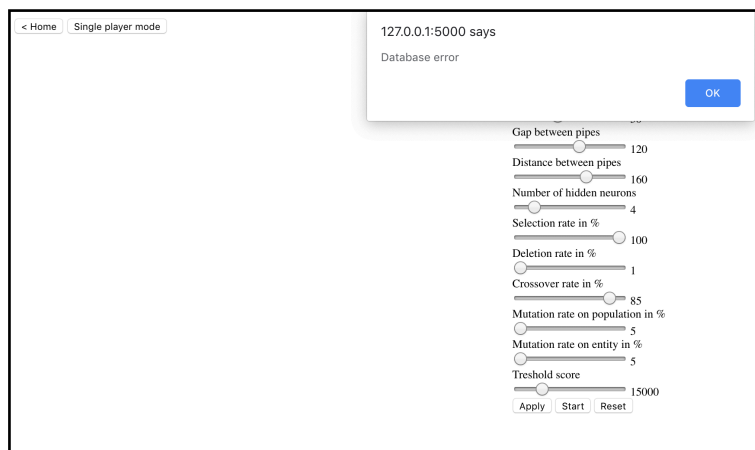 < Home Single player mode
127.0.0.1:5000 says
Database error
OK
Gap between pipes
120
Distance between pipes
160
Number of hidden neurons
4
Selection rate in %
100
Deletion rate in %
1
Crossover rate in %
85
Mutation rate on population in %
5
Mutation rate on entity in %
5
Treshold score
15000
Apply Start Reset